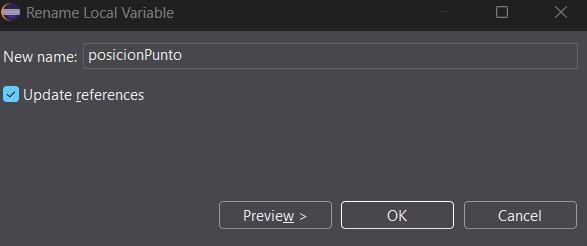 Rename Local Variable
New name: posicionPunto
Update references
Preview >
OK
Cancel